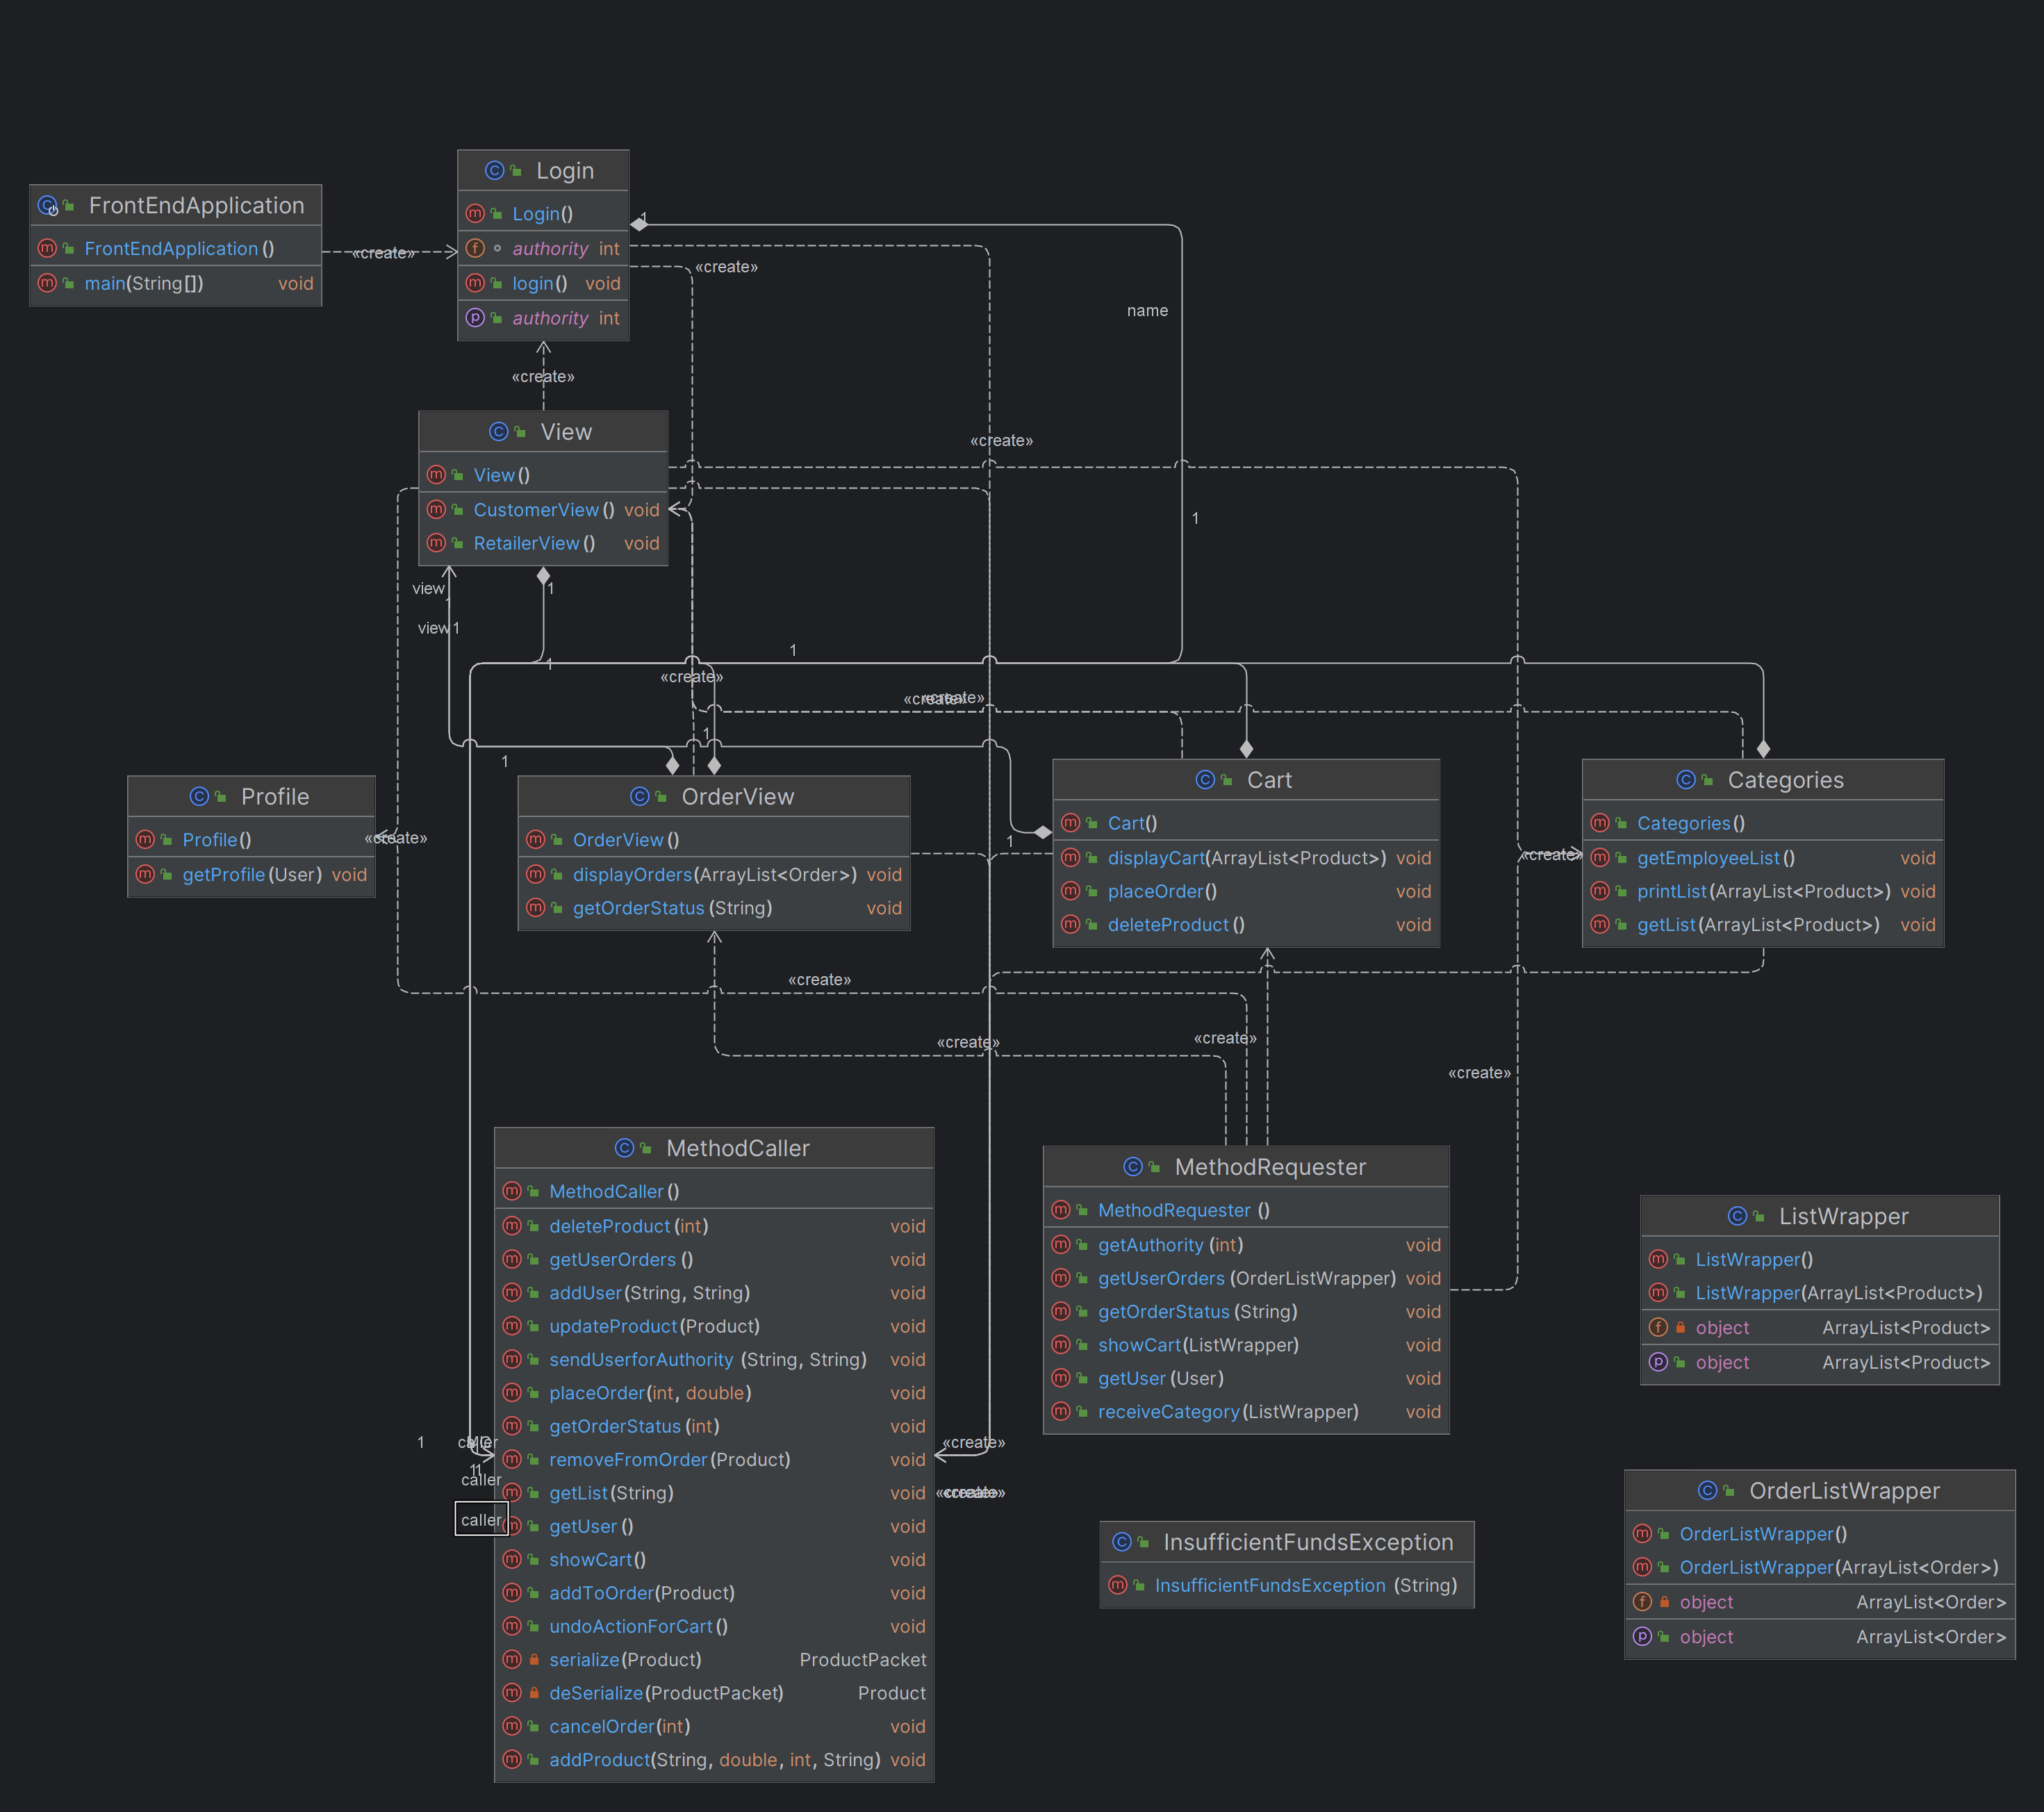 Login
Login()
authority int
login() void
authority int
FrontEndApplication
FrontEndApplication()
main(String[]) void
«create»
1
«create»
name
«create»
View
View()
CustomerView() void
RetailerView() void
«create»
1
view
1
1
view 1
1
1
«create»
«create»
«create»
1
1
Profile
Profile()
getProfile(User) void
«create»
OrderView
OrderView()
displayOrders(ArrayList<Order>) void
getOrderStatus(String) void
1
Cart
Cart()
displayCart(ArrayList<Product>) void
placeOrder() void
deleteProduct() void
«create»
Categories
Categories()
getEmployeeList() void
printList(ArrayList<Product>) void
getList(ArrayList<Product>) void
«create»
«create»
«create»
«create»
MethodCaller
MethodCaller()
deleteProduct(int) void
getUserOrders() void
addUser(String, String) void
updateProduct(Product) void
sendUserforAuthority(String, String) void
placeOrder(int, double) void
getOrderStatus(int) void
removeFromOrder(Product) void
getList(String) void
getUser() void
showCart() void
addToOrder(Product) void
undoActionForCart() void
serialize(Product) ProductPacket
deSerialize(ProductPacket) Product
cancelOrder(int) void
addProduct(String, double, int, String) void
1
caller
caller
«create»
«create»
MethodRequester
MethodRequester()
getAuthority(int) void
getUserOrders(OrderListWrapper) void
getOrderStatus(String) void
showCart(ListWrapper) void
getUser(User) void
receiveCategory(ListWrapper) void
ListWrapper
ListWrapper()
ListWrapper(ArrayList<Product>)
object ArrayList<Product>
object ArrayList<Product>
InsufficientFundsException
InsufficientFundsException(String)
OrderListWrapper
OrderListWrapper()
OrderListWrapper(ArrayList<Order>)
object ArrayList<Order>
object ArrayList<Order>